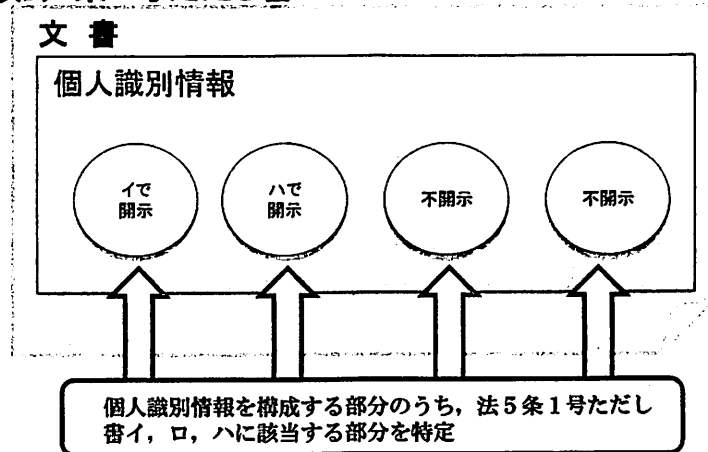 文書
個人識別情報
イで
開示
ハで
開示
不開示
不開示
個人識別情報を構成する部分のうち，法5条1号ただし
書イ，ロ，ハに該当する部分を特定